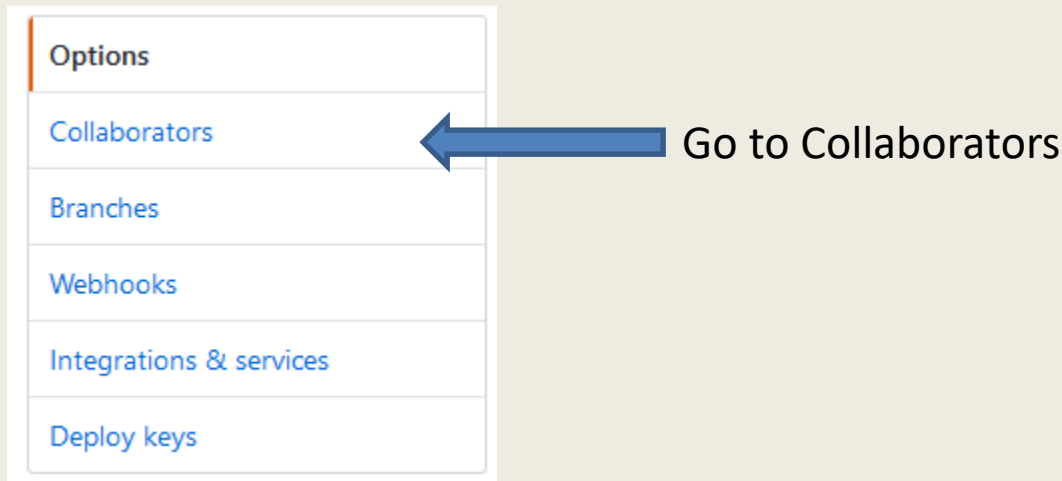 Options
Collaborators
Go to Collaborators
Branches
Webhooks
Integrations & services
Deploy keys